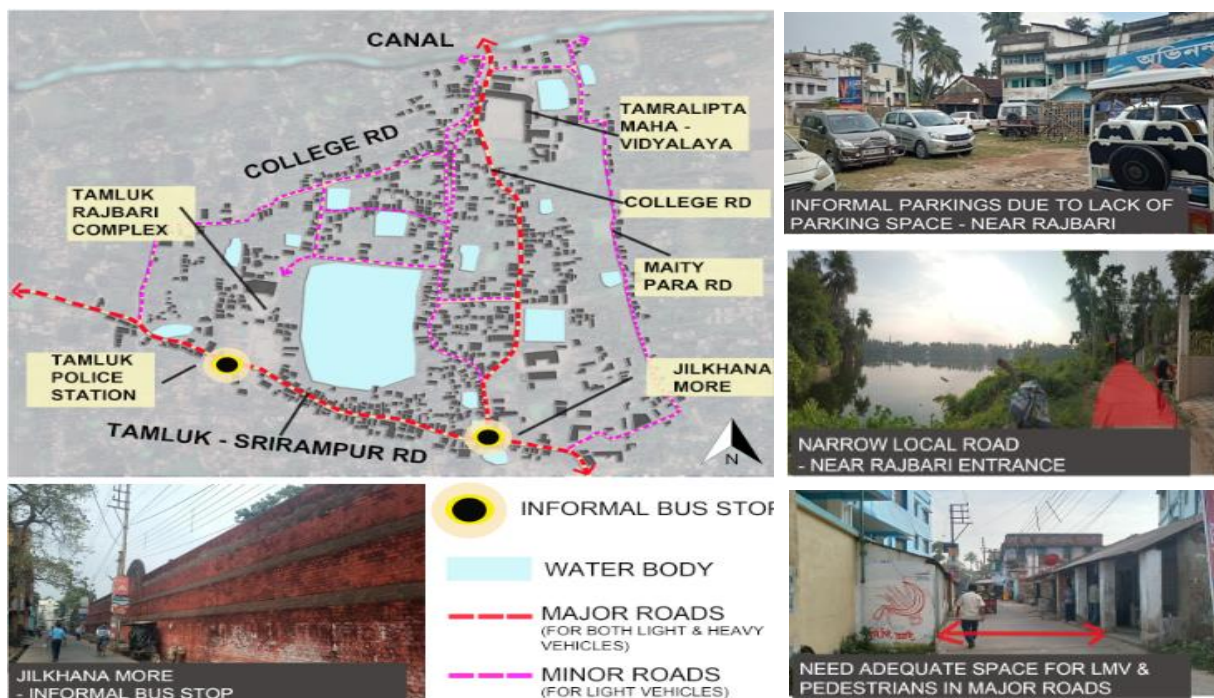 CANAL
TAMRALIPTA
MAHA -
VIDYALAYA
COLLEGE RD
TAMLUK
RAJBARI
COMPLEX
COLLEGE RD
MAITY
PARA RD
TAMLUK
POLICE
STATION
JILKHANA
MORE
TAMLUK - SRIRAMPUR RD
N
INFORMAL PARKINGS DUE TO LACK OF
PARKING SPACE - NEAR RAJBARI
NARROW LOCAL ROAD
- NEAR RAJBARI ENTRANCE
JILKHANA MORE
- INFORMAL BUS STOP
INFORMAL BUS STOP
WATER BODY
MAJOR ROADS
(FOR BOTH LIGHT & HEAVY
VEHICLES)
MINOR ROADS
(FOR LIGHT VEHICLES)
NEED ADEQUATE SPACE FOR LMV &
PEDESTRIANS IN MAJOR ROADS